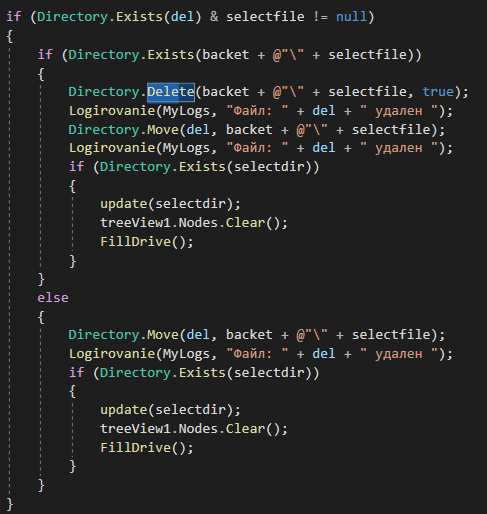 if (Directory.Exists(del) & selectfile != null)
{
if (Directory.Exists(backet + @"\" + selectfile))
{
Directory.Delete(backet + @"\" + selectfile, true);
Logirovanie(MyLogs, "Файл: " + del + " удален ");
Directory.Move(del, backet + @"\" + selectfile);
Logirovanie(MyLogs, "Файл: " + del + " удален ");
if (Directory.Exists(selectdir))
{
update(selectdir);
treeView1.Nodes.Clear();
FillDrive();
}
}
else
{
Directory.Move(del, backet + @"\" + selectfile);
Logirovanie(MyLogs, "Файл: " + del + " удален ");
if (Directory.Exists(selectdir))
{
update(selectdir);
treeView1.Nodes.Clear();
FillDrive();
}
}
}